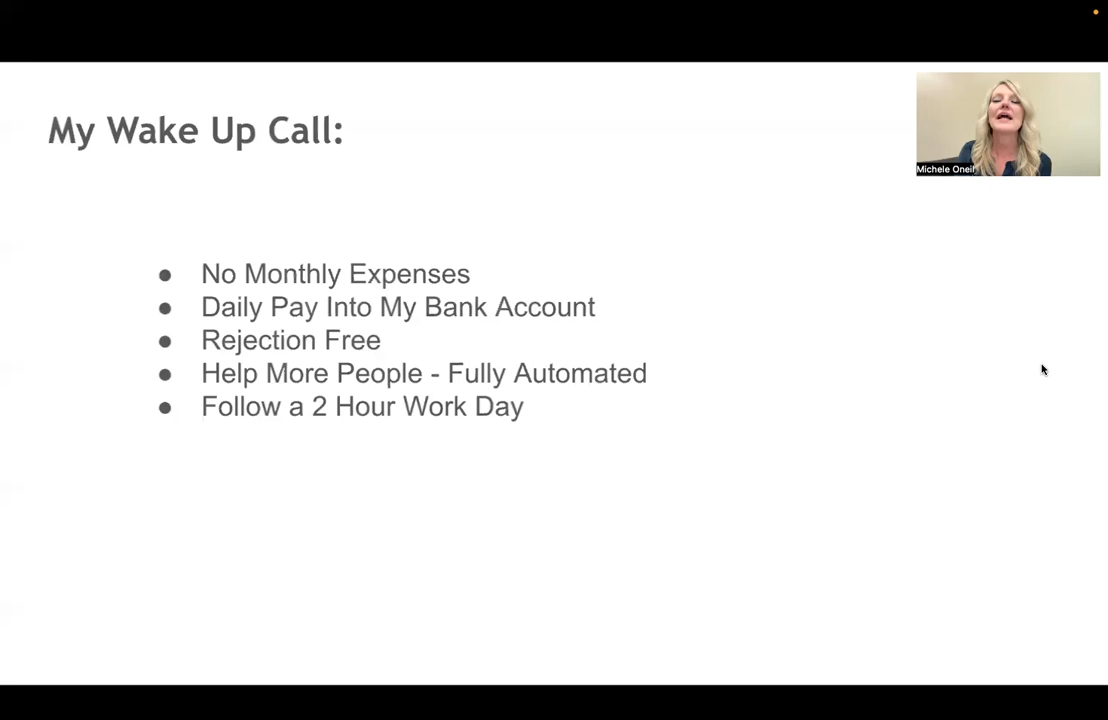 My Wake Up Call:
Michele Oneil
● No Monthly Expenses
● Daily Pay Into My Bank Account
● Rejection Free
● Help More People - Fully Automated
● Follow a 2 Hour Work Day